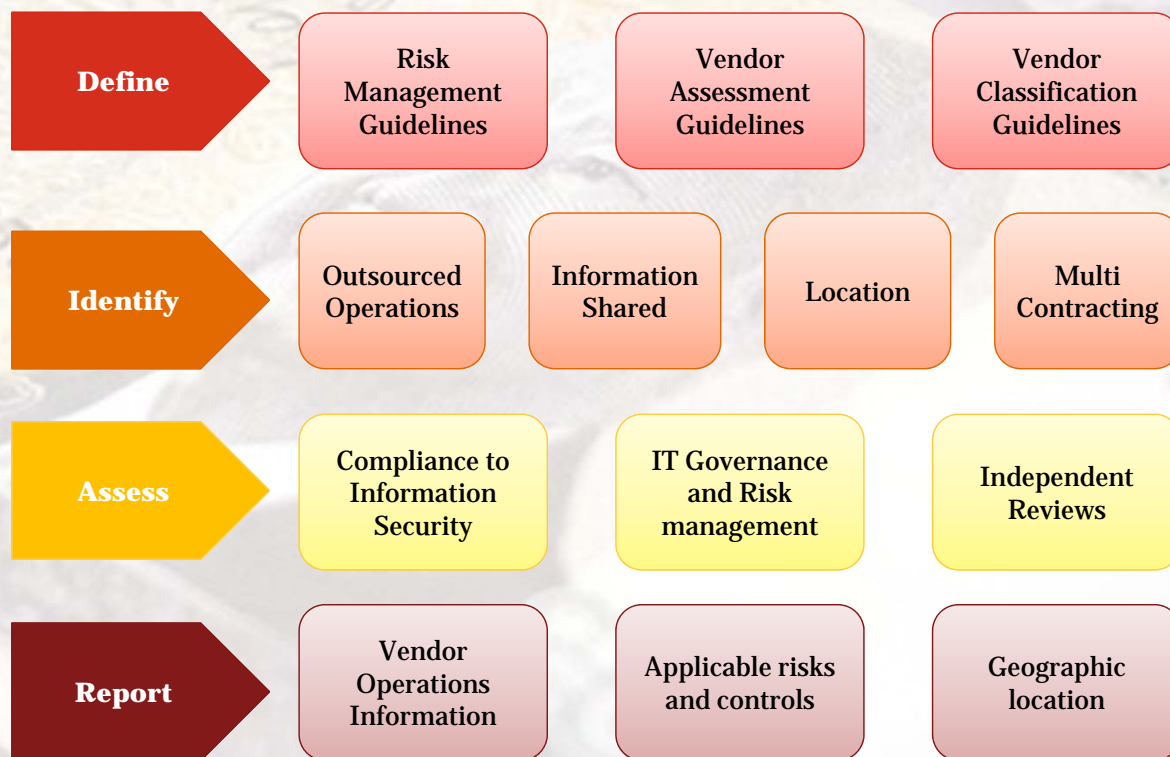 Define
Risk
Management
Guidelines
Vendor
Assessment
Guidelines
Vendor
Classification
Guidelines
Identify
Outsourced
Operations
Information
Shared
Location
Multi
Contracting
Assess
Compliance to
Information
Security
IT Governance
and Risk
management
Independent
Reviews
Report
Vendor
Operations
Information
Applicable risks
and controls
Geographic
location